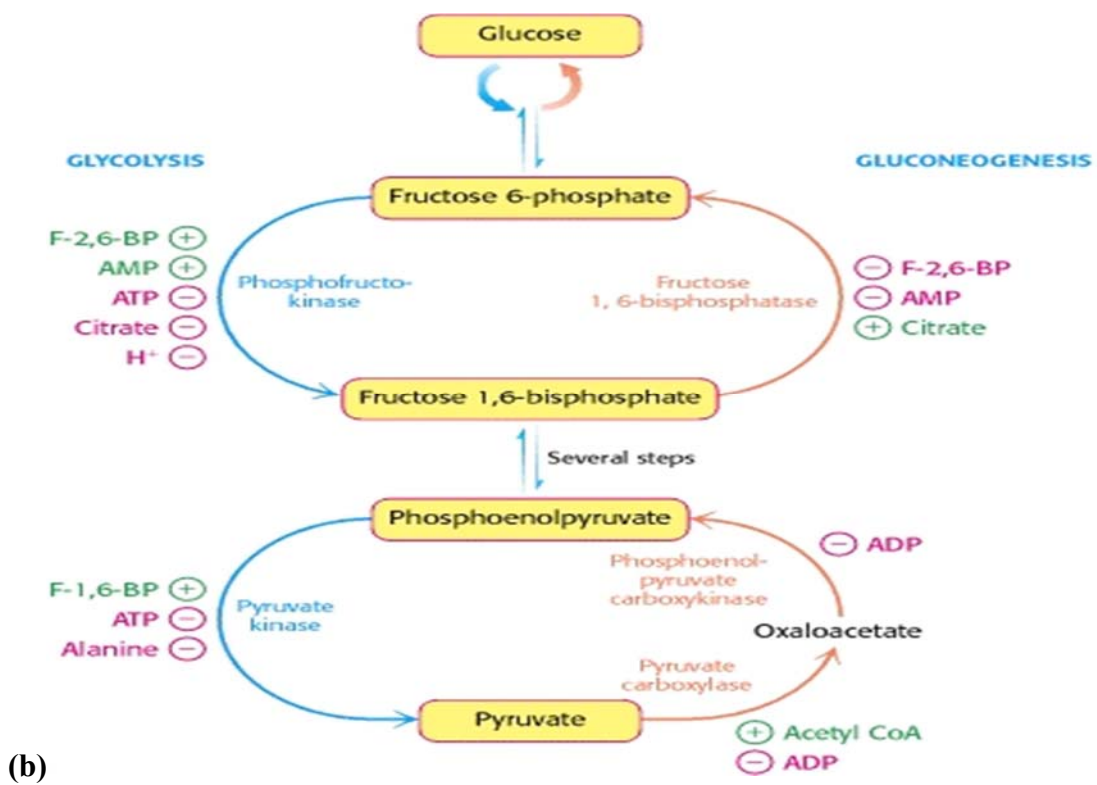 Glucose
GLYCOLYSIS
GLUCONEOGENESIS
Fructose 6-phosphate
F-2,6-BP +
AMP +
ATP −
Citrate −
H⁺ −
Phosphofructo-
kinase
Fructose
1, 6-bisphosphatase
− F-2,6-BP
− AMP
+ Citrate
Fructose 1,6-bisphosphate
Several steps
Phosphoenolpyruvate
F-1,6-BP +
ATP −
Alanine −
Pyruvate
kinase
Phosphoenol-
pyruvate
carboxykinase
− ADP
Oxaloacetate
Pyruvate
carboxylase
Pyruvate
+ Acetyl CoA
− ADP
(b)